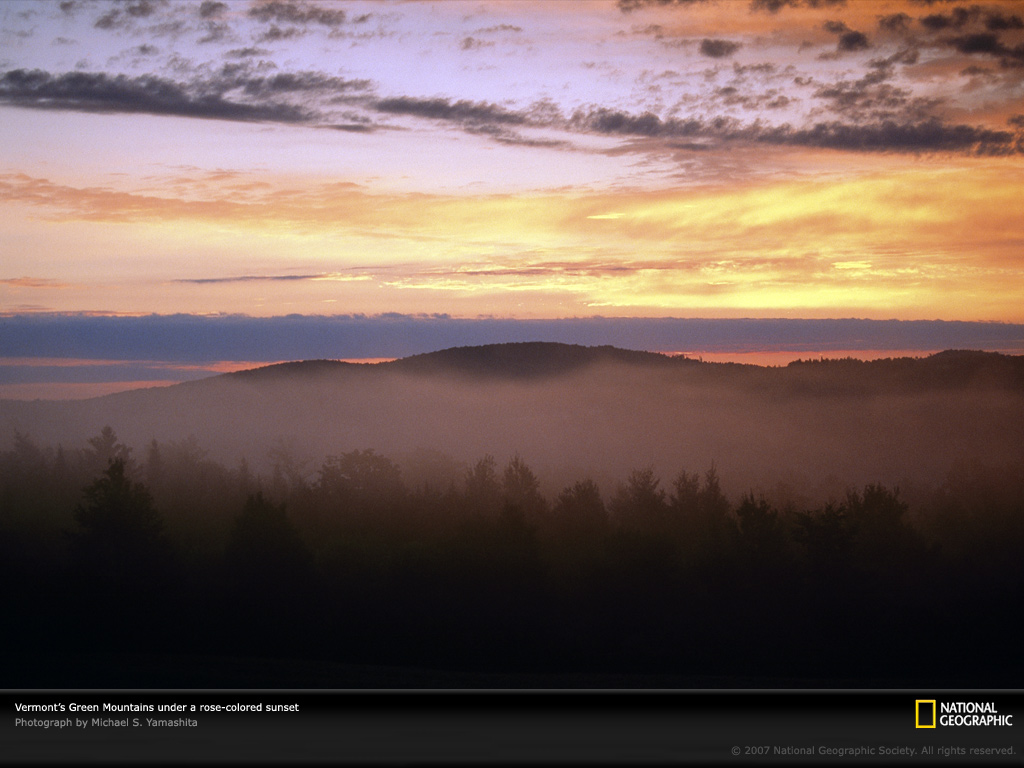 Vermont's Green Mountains under a rose-colored sunset
Photograph by Michael S. Yamashita
NATIONAL
GEOGRAPHIC
© 2007 National Geographic Society. All rights reserved.